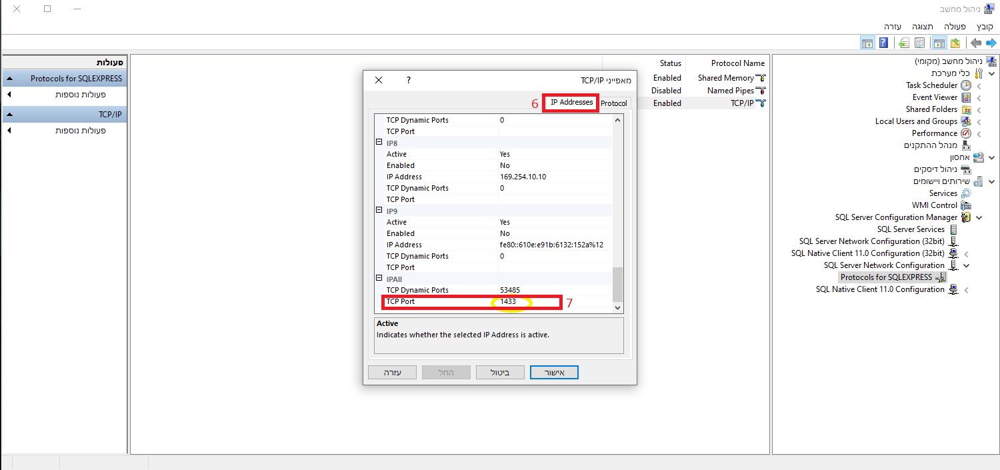 ניהול מחשב
קובץ פעולה תצוגה עזרה
ניהול מחשב (מקומי)
כלי מערכת
Task Scheduler
Event Viewer
Shared Folders
Local Users and Groups
Performance
מנהל ההתקנים
אחסון
ניהול דיסקים
שירותים ויישומים
Services
WMI Control
SQL Server Configuration Manager
SQL Server Services
SQL Server Network Configuration (32bit)
SQL Native Client 11.0 Configuration (32bit)
SQL Server Network Configuration
Protocols for SQLEXPRESS
SQL Native Client 11.0 Configuration
Protocol Name Status
Shared Memory Enabled
Named Pipes Disabled
TCP/IP Enabled
מאפייני TCP/IP
?
Protocol IP Addresses 6
TCP Dynamic Ports 0
TCP Port
IP8
Active Yes
Enabled No
IP Address 169.254.10.10
TCP Dynamic Ports 0
TCP Port
IP9
Active Yes
Enabled No
IP Address fe80::610e:e91b:6132:152a%12
TCP Dynamic Ports 0
TCP Port
IPAll
TCP Dynamic Ports 53485
TCP Port 1433 7
Active
Indicates whether the selected IP Address is active.
אישור ביטול החל עזרה
פעולות
Protocols for SQLEXPRESS
פעולות נוספות
TCP/IP
פעולות נוספות